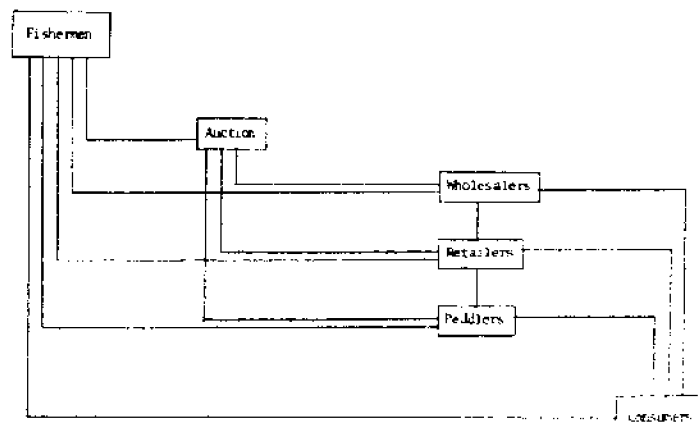 Fishermen
Auction
Wholesalers
Retailers
Peddlers
Consumers